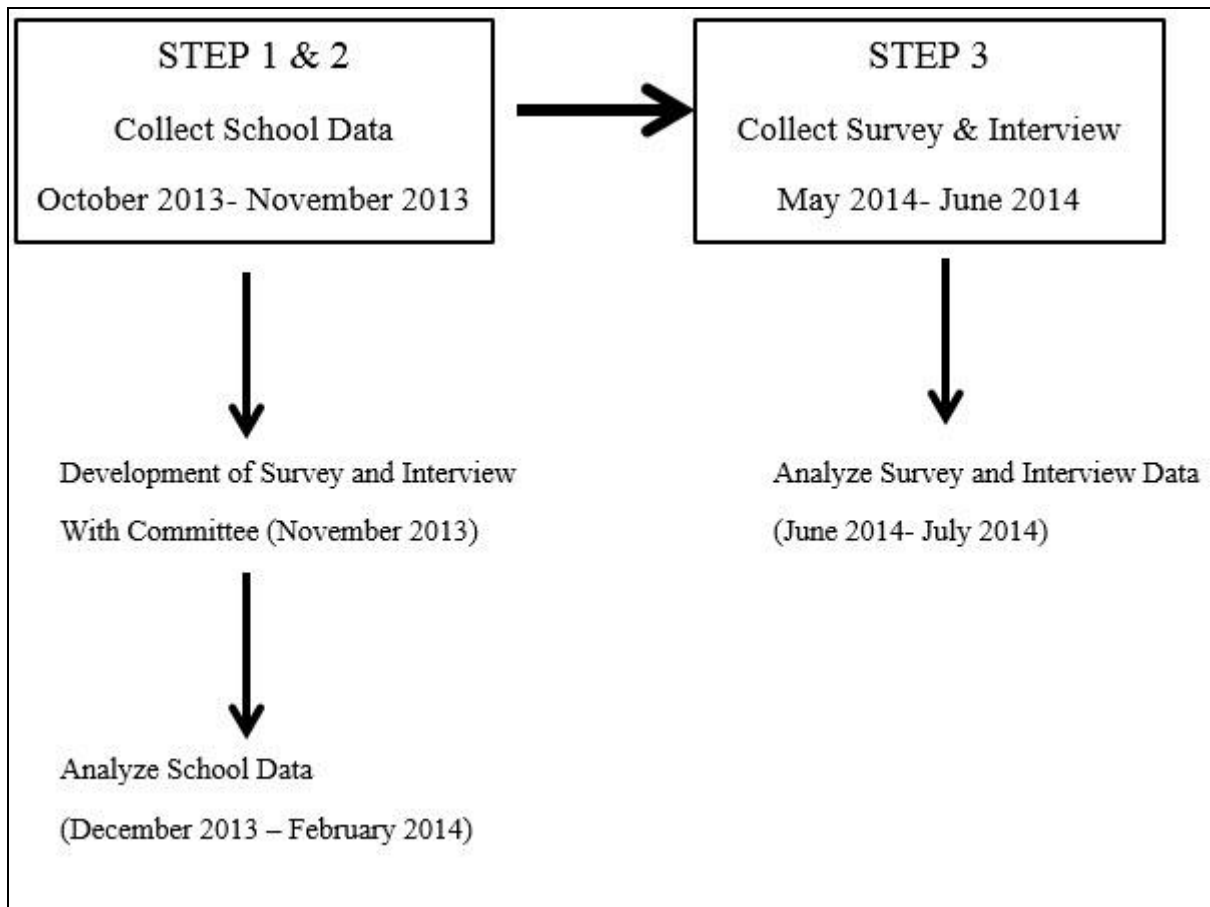 STEP 1 & 2
Collect School Data
October 2013- November 2013
STEP 3
Collect Survey & Interview
May 2014- June 2014
Development of Survey and Interview
With Committee (November 2013)
Analyze Survey and Interview Data
(June 2014- July 2014)
Analyze School Data
(December 2013 – February 2014)